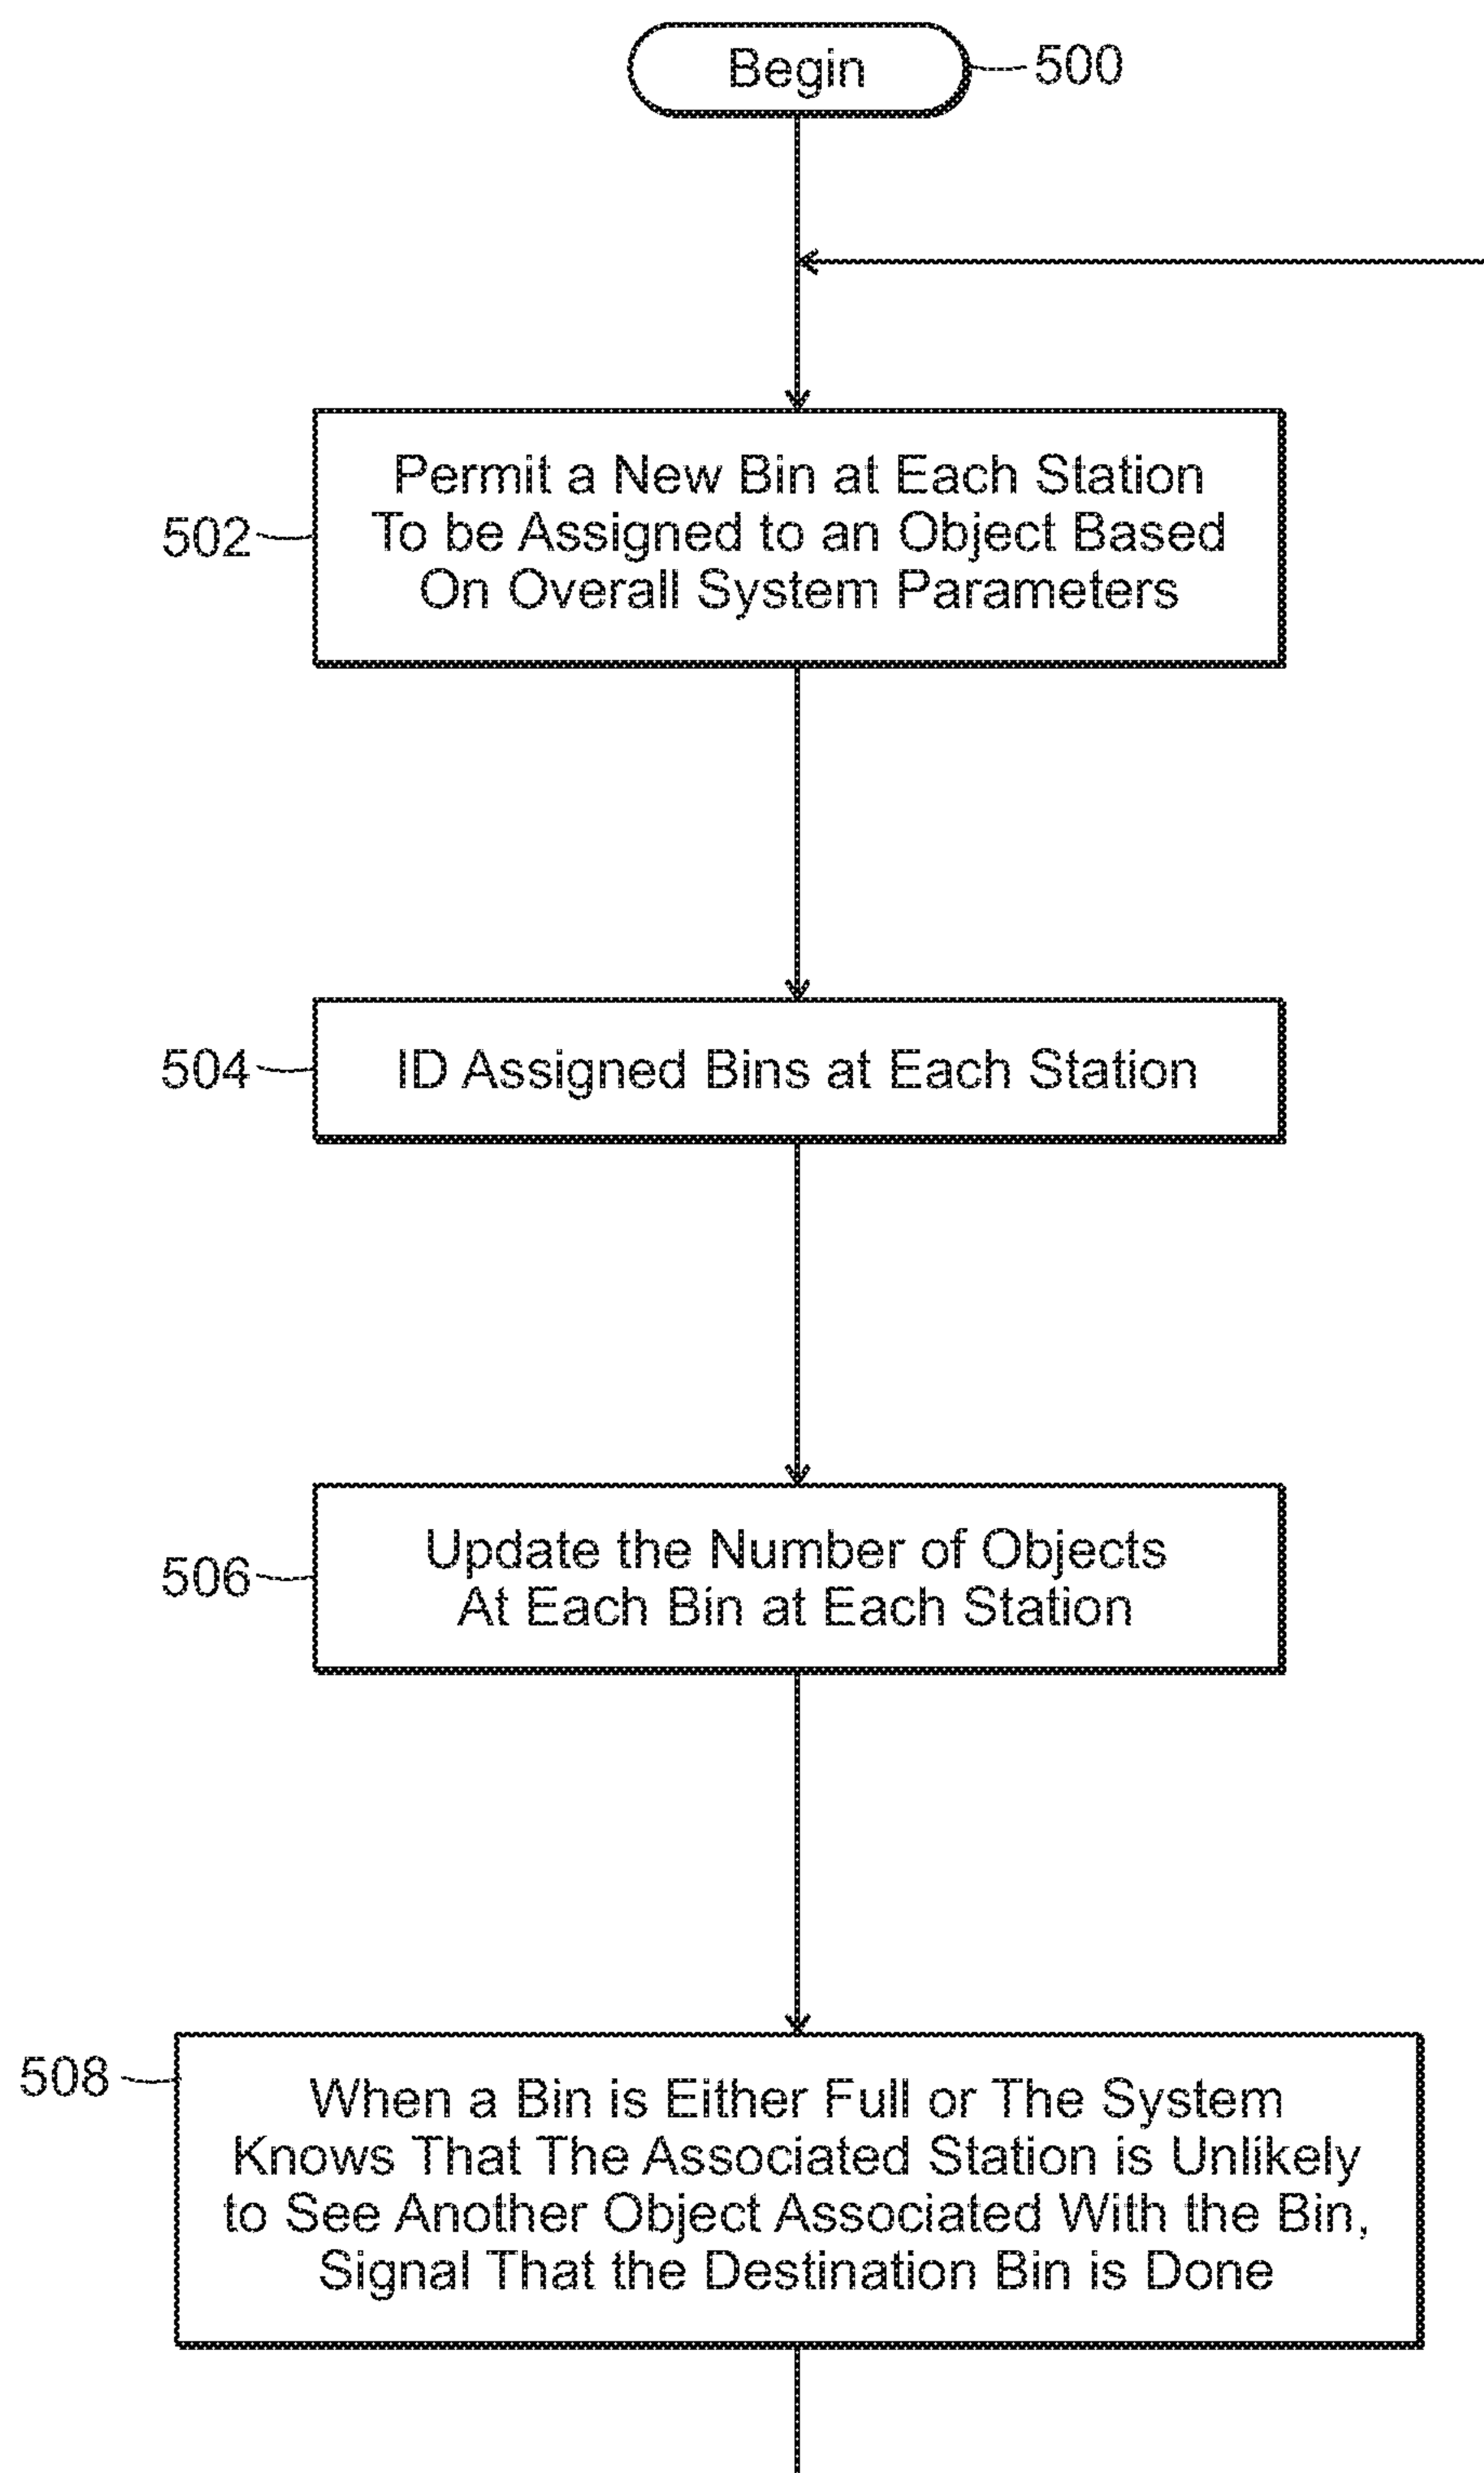 Begin
500
Permit a New Bin at Each Station
To be Assigned to an Object Based
On Overall System Parameters
502
ID Assigned Bins at Each Station
504
Update the Number of Objects
At Each Bin at Each Station
506
508
When a Bin is Either Full or The System
Knows That The Associated Station is Unlikely
to See Another Object Associated With the Bin,
Signal That the Destination Bin is Done